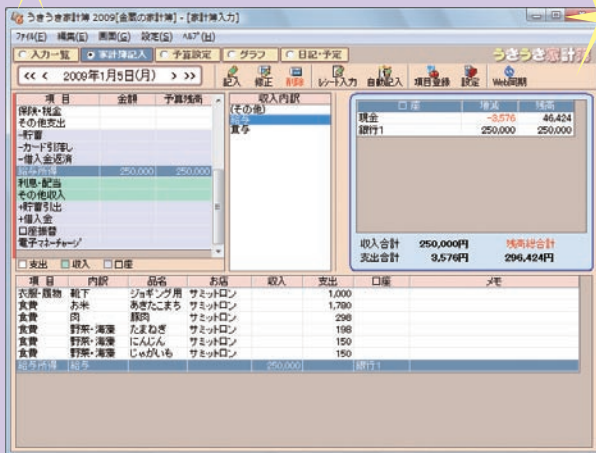 うきうき家計簿 2009[金票の家計簿] - [家計簿入力]
ファイル(F) 編集(E) 画面(G) 設定(S) ヘルプ(H)
入力一覧 家計簿記入 予算設定 グラフ 日記・予定 うきうき家計簿
<< < 2009年1月5日(月) > >> 記入 修正 削除 レシート入力 自動記入 項目登録 設定 Web同期
項 目 金額 予算残高 収入内訳 口 座 増減 残高
保険・税金 (その他) 現金 -3,576 46,424
その他支出 給与 銀行1 250,000 250,000
-貯蓄 賞与
-カード引落し
-借入金返済
給与所得 250,000 250,000
利息・配当
その他収入
+貯蓄引出
+借入金
口座振替 収入合計 250,000円 残高総合計
電子マネーチャージ 支出合計 3,576円 296,424円
支出 収入 口座
項 目 内訳 品名 お店 収入 支出 口座 メモ
衣服・履物 靴下 ジョギング用 サミットロン 1,000
食費 お米 あきたこまち サミットロン 1,780
食費 肉 豚肉 サミットロン 298
食費 野菜・海藻 たまねぎ サミットロン 198
食費 野菜・海藻 にんじん サミットロン 150
食費 野菜・海藻 じゃがいも サミットロン 150
給与所得 給与 250,000 銀行1